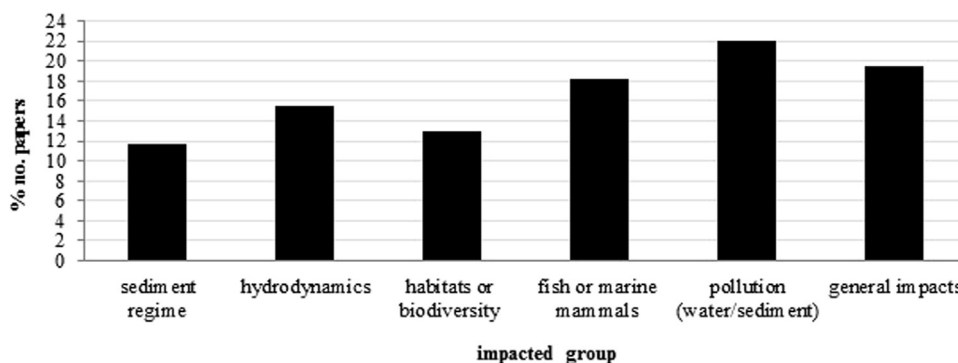 24
22
20
18
16
14
12
10
8
6
4
2
0
% no. papers
sediment regime
hydrodynamics
habitats or biodiversity
fish or marine mammals
pollution (water/sediment)
general impacts
impacted group